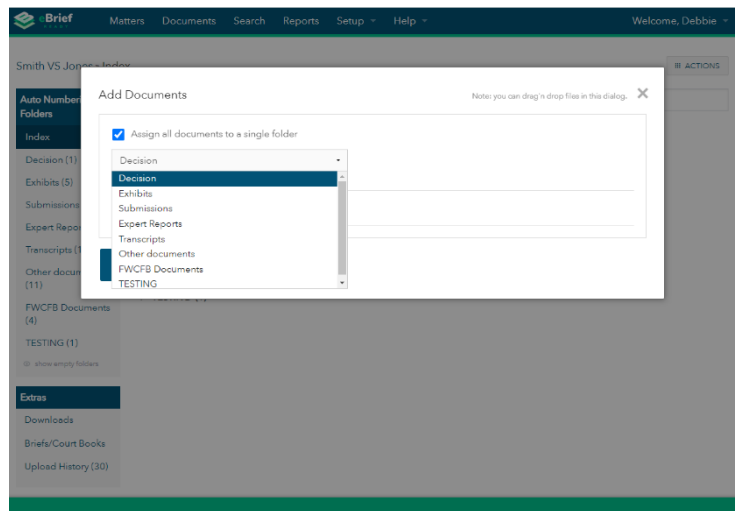 eBrief
Matters Documents Search Reports Setup Help Welcome, Debbie
Smith VS Jones - Index
ACTIONS
Auto Numberi
Folders
Index
Decision (1)
Exhibits (5)
Submissions
Expert Repor
Transcripts (1
Other docum
(11)
FWCFB Documents
(4)
TESTING (1)
show empty folders
Extras
Downloads
Briefs/Court Books
Upload History (30)
Add Documents
Note: you can drag'n drop files in this dialog.
Assign all documents to a single folder
Decision
Decision
Exhibits
Submissions
Expert Reports
Transcripts
Other documents
FWCFB Documents
TESTING